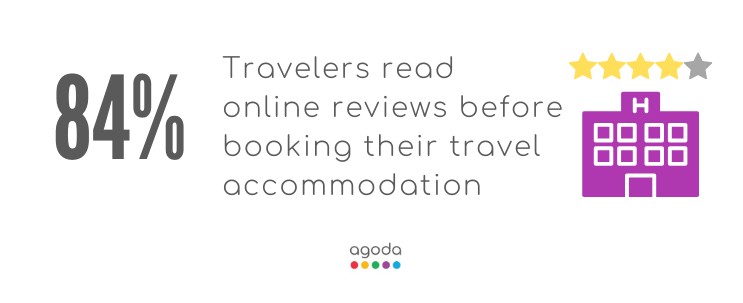 84%
Travelers read
online reviews before
booking their travel
accommodation
H
agoda